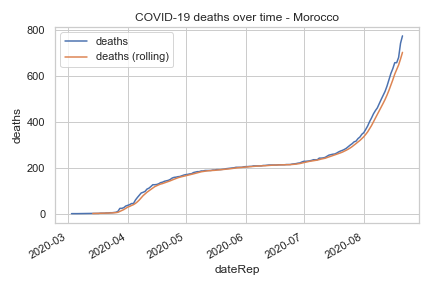 COVID-19 deaths over time - Morocco
deaths
deaths (rolling)
800
600
400
200
0
deaths
2020-03
2020-04
2020-05
2020-06
2020-07
2020-08
dateRep